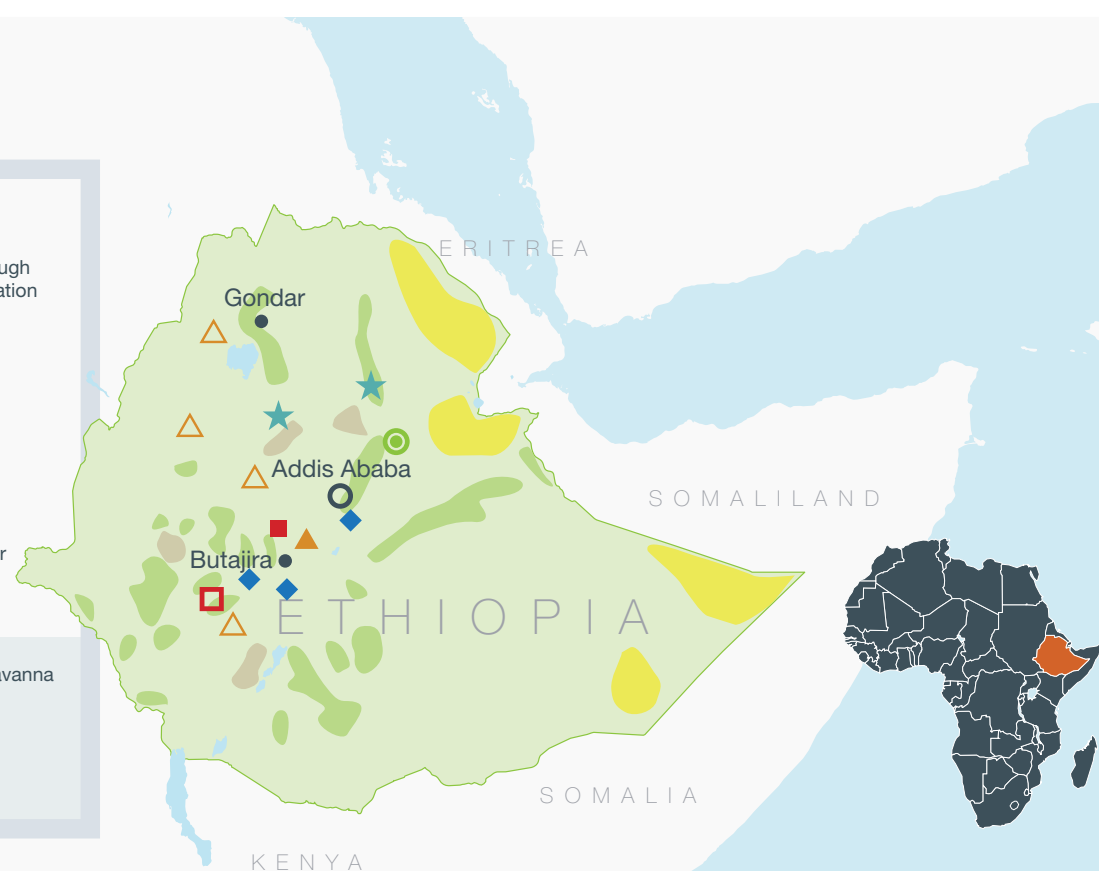 ugh
ation
r
avanna
ERITREA
Gondar
Addis Ababa
SOMALILAND
Butajira
ETHIOPIA
SOMALIA
KENYA